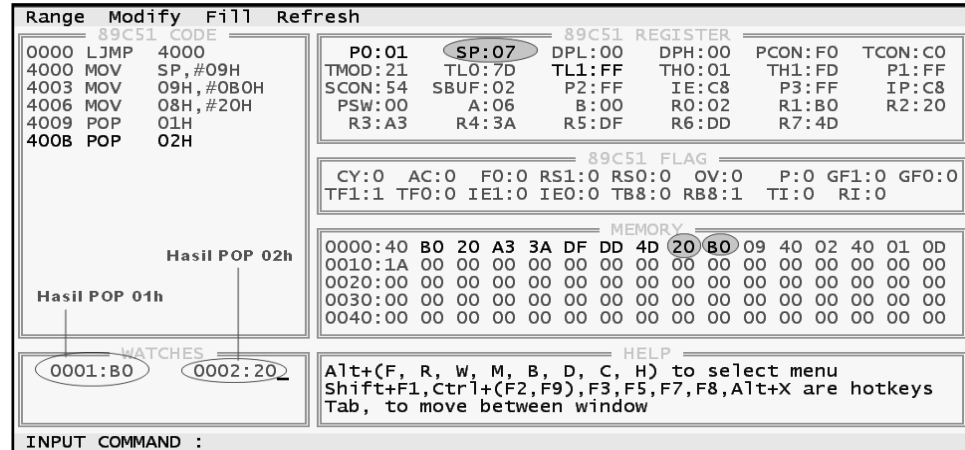 Range Modify Fill Refresh
89C51 CODE
0000 LJMP 4000
4000 MOV SP,#09H
4003 MOV 09H,#0B0H
4006 MOV 08H,#20H
4009 POP 01H
400B POP 02H
Hasil POP 02h
Hasil POP 01h
89C51 REGISTER
P0:01 SP:07 DPL:00 DPH:00 PCON:F0 TCON:C0
TMOD:21 TL0:7D TL1:FF TH0:01 TH1:FD P1:FF
SCON:54 SBUF:02 P2:FF IE:C8 P3:FF IP:C8
PSW:00 A:06 B:00 R0:02 R1:B0 R2:20
R3:A3 R4:3A R5:DF R6:DD R7:4D
89C51 FLAG
CY:0 AC:0 F0:0 RS1:0 RS0:0 OV:0 P:0 GF1:0 GF0:0
TF1:1 TF0:0 IE1:0 IE0:0 TB8:0 RB8:1 TI:0 RI:0
MEMORY
0000:40 B0 20 A3 3A DF DD 4D 20 B0 09 40 02 40 01 0D
0010:1A 00 00 00 00 00 00 00 00 00 00 00 00 00 00 00
0020:00 00 00 00 00 00 00 00 00 00 00 00 00 00 00 00
0030:00 00 00 00 00 00 00 00 00 00 00 00 00 00 00 00
0040:00 00 00 00 00 00 00 00 00 00 00 00 00 00 00 00
WATCHES
0001:B0 0002:20_
HELP
Alt+(F, R, W, M, B, D, C, H) to select menu
Shift+F1,Ctrl+(F2,F9),F3,F5,F7,F8,Alt+X are hotkeys
Tab, to move between window
INPUT COMMAND :